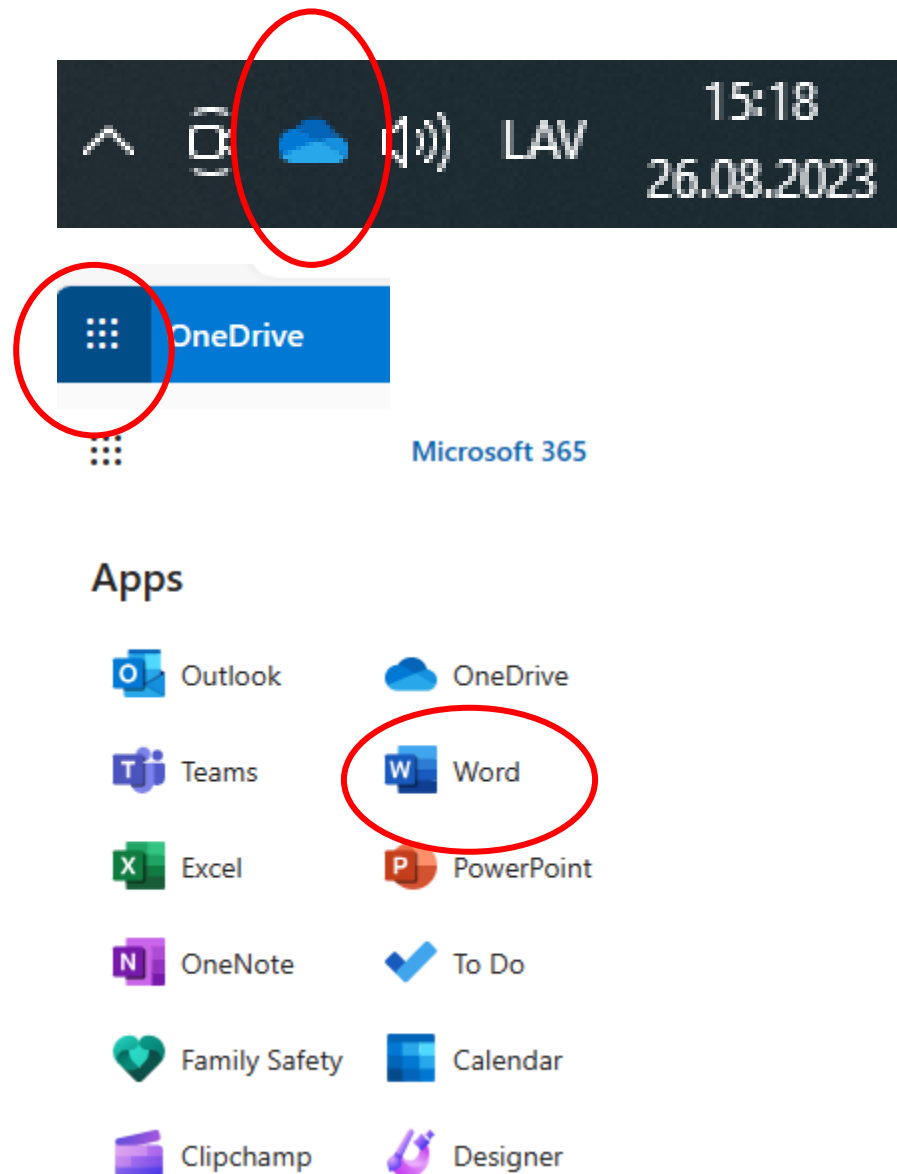 15:18
LAV
26.08.2023
OneDrive
Microsoft 365
Apps
Outlook OneDrive
Teams Word
Excel PowerPoint
OneNote To Do
Family Safety Calendar
Clipchamp Designer